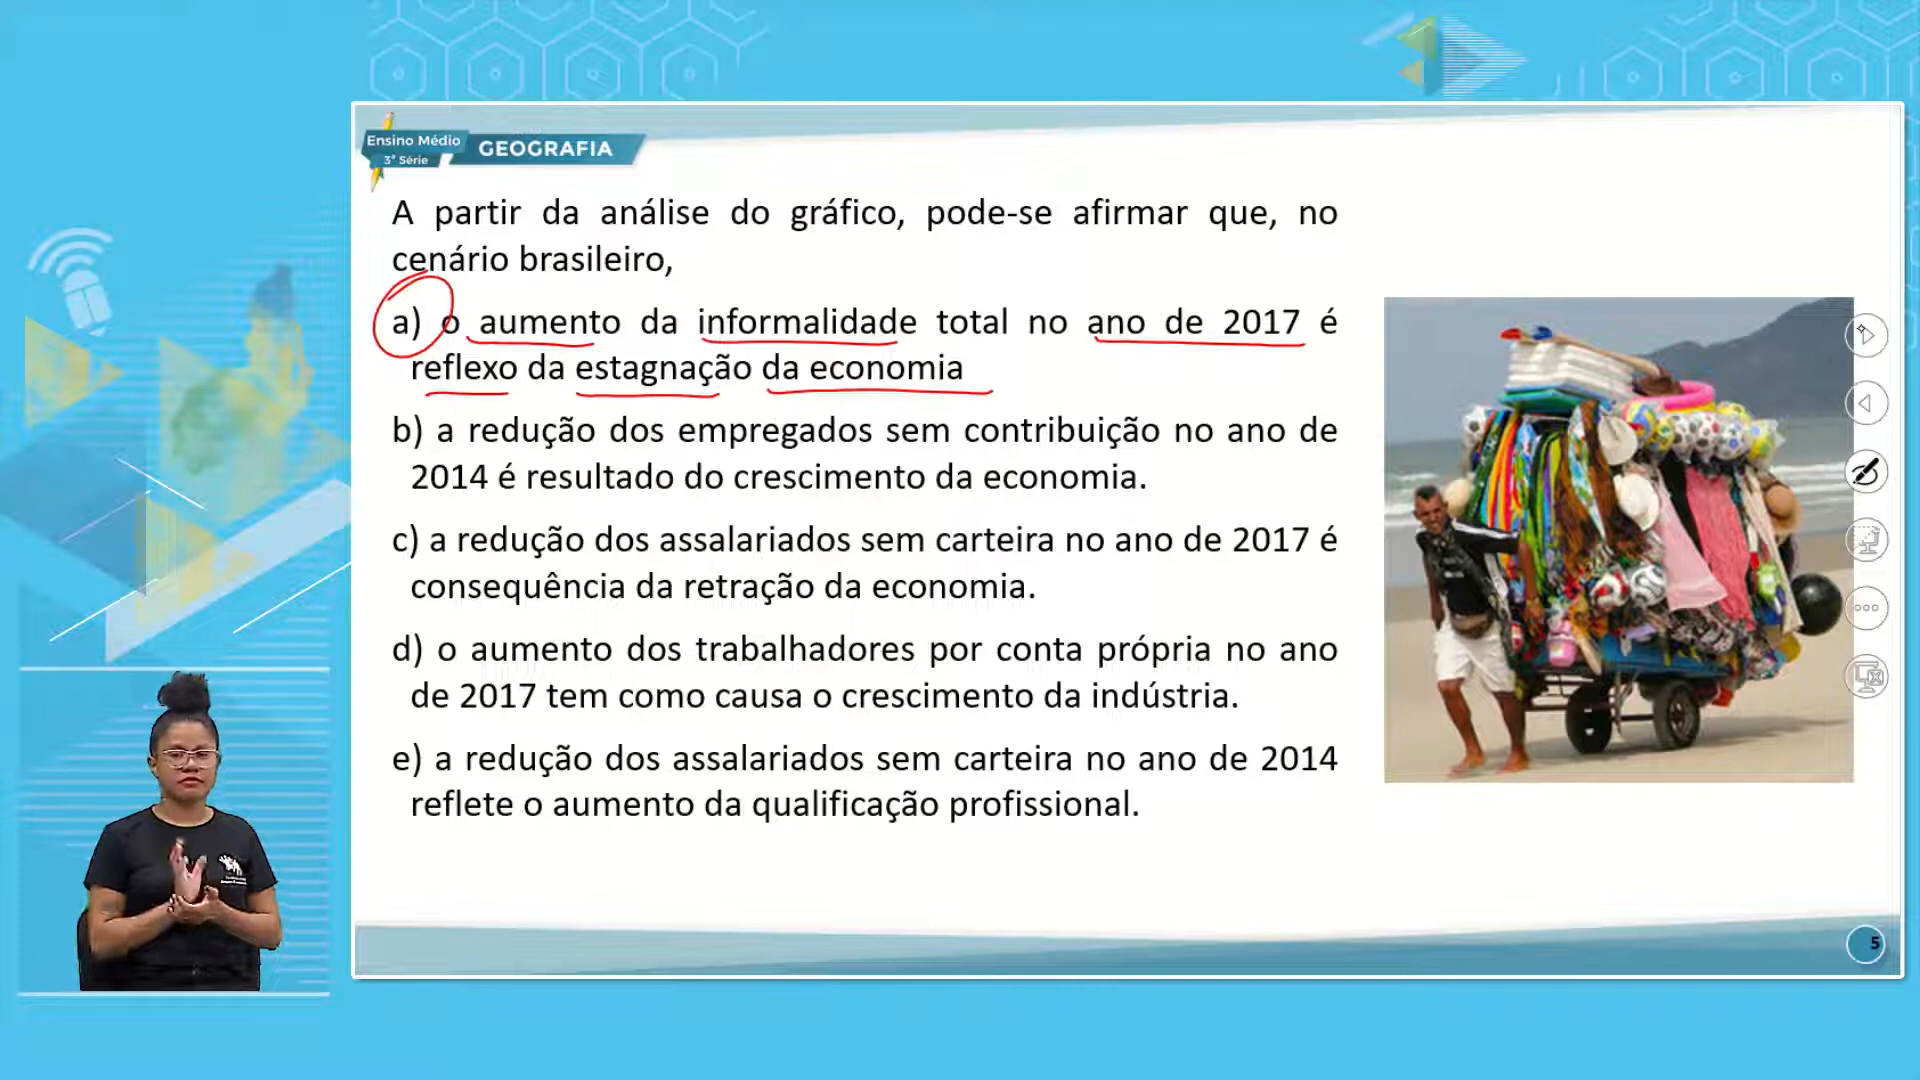 Ensino Médio
3ª Série
GEOGRAFIA
A partir da análise do gráfico, pode-se afirmar que, no
cenário brasileiro,
a) o aumento da informalidade total no ano de 2017 é
reflexo da estagnação da economia
b) a redução dos empregados sem contribuição no ano de
2014 é resultado do crescimento da economia.
c) a redução dos assalariados sem carteira no ano de 2017 é
consequência da retração da economia.
d) o aumento dos trabalhadores por conta própria no ano
de 2017 tem como causa o crescimento da indústria.
e) a redução dos assalariados sem carteira no ano de 2014
reflete o aumento da qualificação profissional.
5